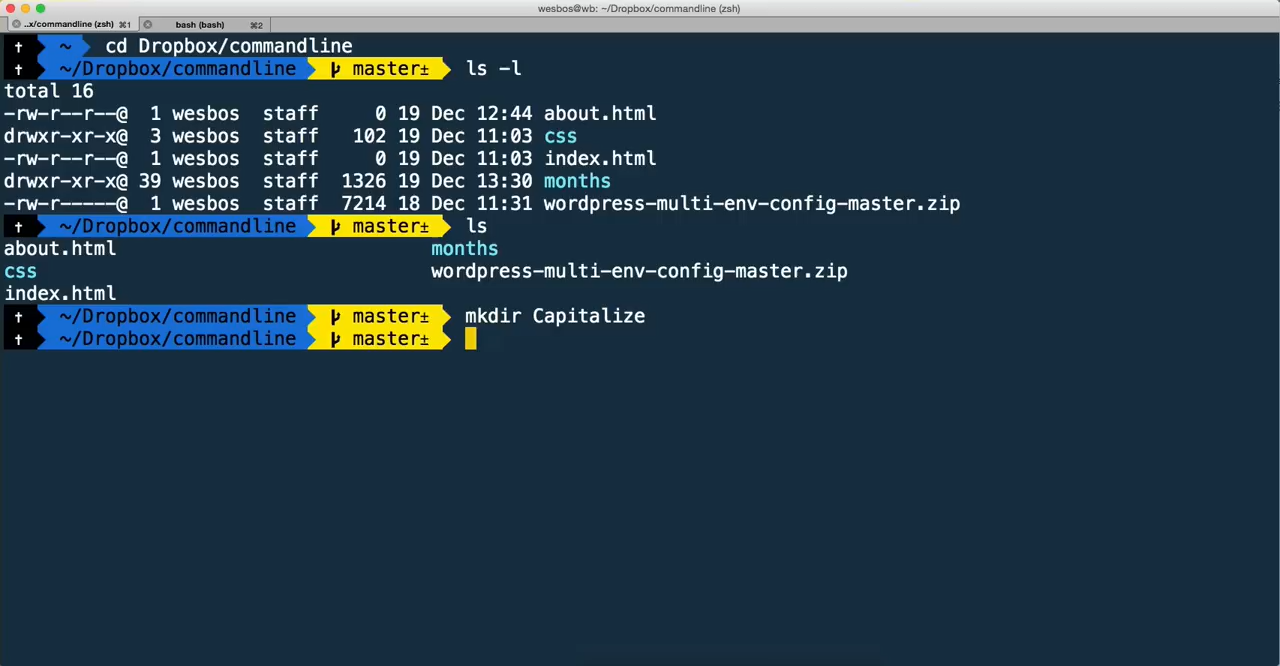 wesbos@wb: ~/Dropbox/commandline (zsh)
..x/commandline (zsh) ⌘1 bash (bash) ⌘2
† ~ cd Dropbox/commandline
† ~/Dropbox/commandline master± ls -l
total 16
-rw-r--r--@ 1 wesbos staff 0 19 Dec 12:44 about.html
drwxr-xr-x@ 3 wesbos staff 102 19 Dec 11:03 css
-rw-r--r--@ 1 wesbos staff 0 19 Dec 11:03 index.html
drwxr-xr-x@ 39 wesbos staff 1326 19 Dec 13:30 months
-rw-r-----@ 1 wesbos staff 7214 18 Dec 11:31 wordpress-multi-env-config-master.zip
† ~/Dropbox/commandline master± ls
about.html months
css wordpress-multi-env-config-master.zip
index.html
† ~/Dropbox/commandline master± mkdir Capitalize
† ~/Dropbox/commandline master±